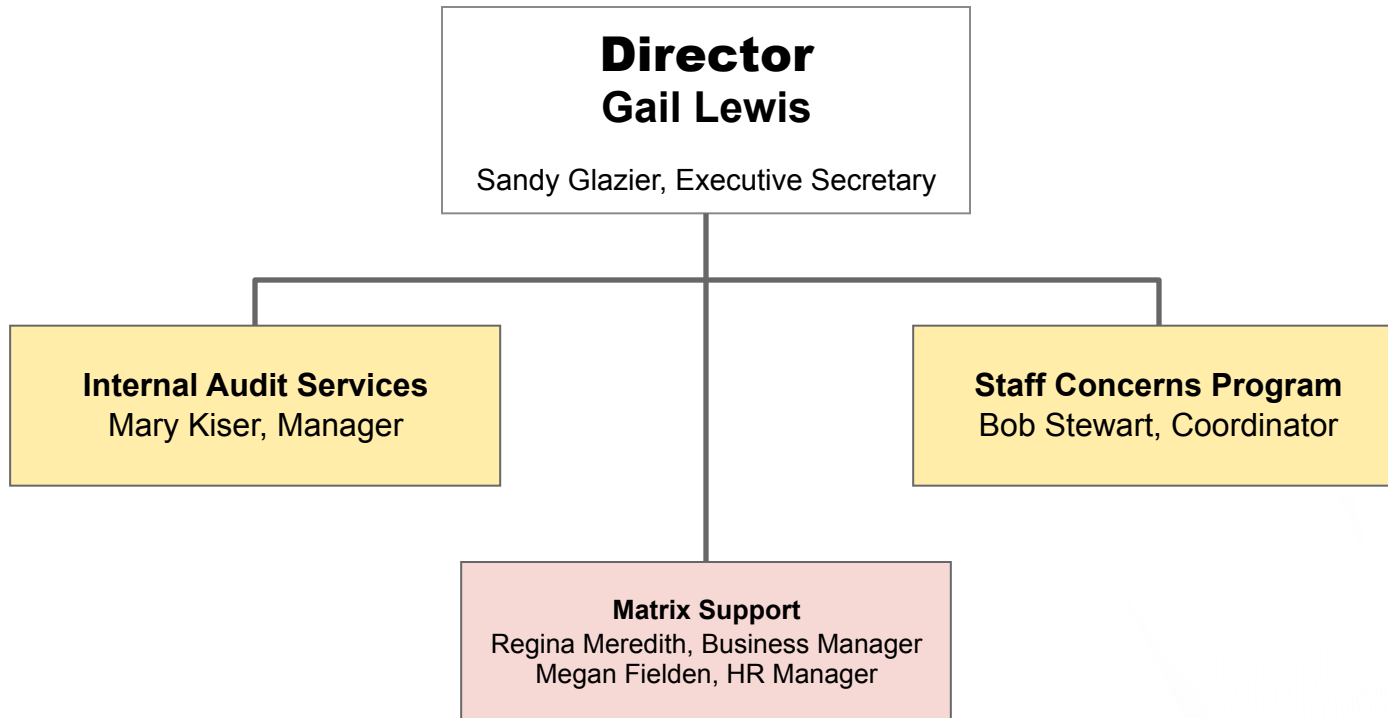 Director
Gail Lewis
Sandy Glazier, Executive Secretary
Internal Audit Services
Mary Kiser, Manager
Staff Concerns Program
Bob Stewart, Coordinator
Matrix Support
Regina Meredith, Business Manager
Megan Fielden, HR Manager